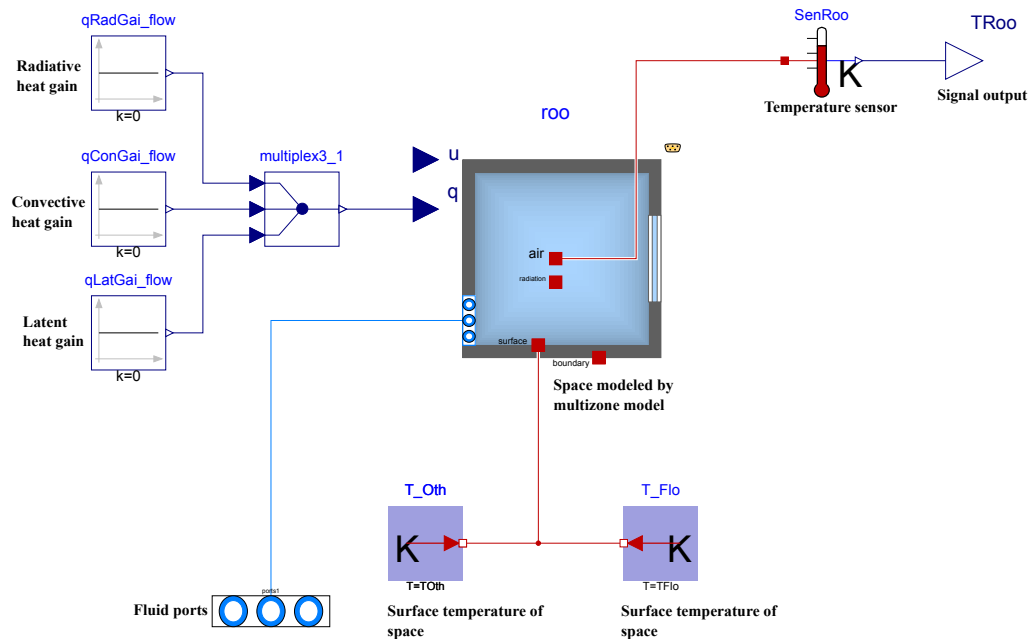 qRadGai_flow
Radiative
heat gain
k=0
qConGai_flow
Convective
heat gain
k=0
qLatGai_flow
Latent
heat gain
k=0
multiplex3_1
u
q
roo
air
radiation
surface
boundary
Space modeled by
multizone model
SenRoo
K
Temperature sensor
TRoo
Signal output
T_Oth
K
T=TOth
Surface temperature of
space
T_Flo
K
T=TFlo
Surface temperature of
space
Fluid ports
ports1